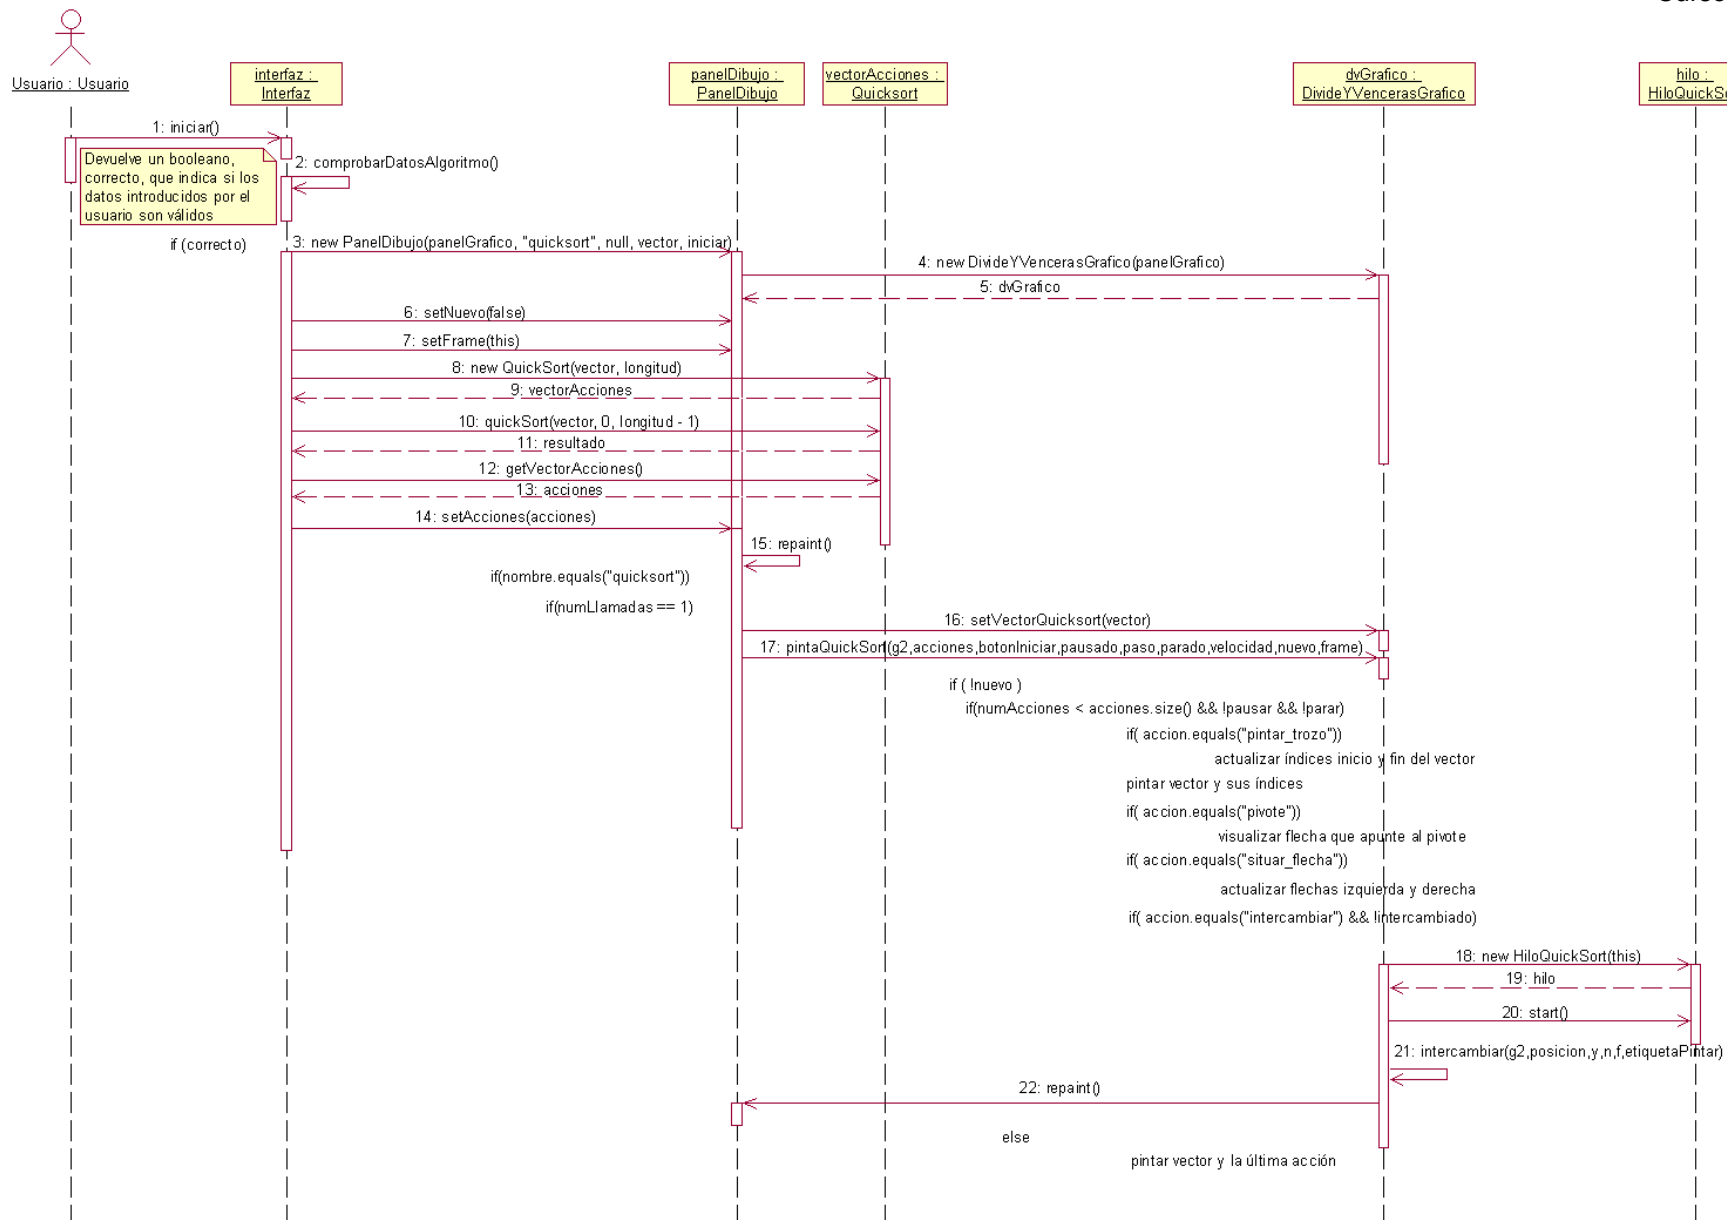 Usuario : Usuario
interfaz :
Interfaz
panelDibujo :
PanelDibujo
vectorAcciones :
Quicksort
dvGrafico :
DivideYVencerasGrafico
hilo :
1: iniciar()
Devuelve un booleano,
correcto, que indica si los
datos introducidos por el
usuario son válidos
2: comprobarDatosAlgoritmo()
if (correcto)
3: new PanelDibujo(panelGrafico, "quicksort", null, vector, iniciar)
4: new DivideYVencerasGrafico(panelGrafico)
5: dvGrafico
6: setNuevo(false)
7: setFrame(this)
8: new QuickSort(vector, longitud)
9: vectorAcciones
10: quickSort(vector, 0, longitud - 1)
11: resultado
12: getVectorAcciones()
13: acciones
14: setAcciones(acciones)
15: repaint()
if(nombre.equals("quicksort"))
if(numLlamadas == 1)
16: setVectorQuicksort(vector)
17: pintaQuickSort(g2,acciones,botonIniciar,pausado,paso,parado,velocidad,nuevo,frame)
if ( !nuevo )
if(numAcciones < acciones.size() && !pausar && !parar)
if( accion.equals("pintar_trozo"))
actualizar índices inicio y fin del vector
pintar vector y sus índices
if( accion.equals("pivote"))
visualizar flecha que apunte al pivote
if( accion.equals("situar_flecha"))
actualizar flechas izquierda y derecha
if( accion.equals("intercambiar") && !intercambiado)
18: new HiloQuickSort(this)
19: hilo
20: start()
21: intercambiar(g2,posicion,y,n,f,etiquetaPintar)
22: repaint()
else
pintar vector y la última acción